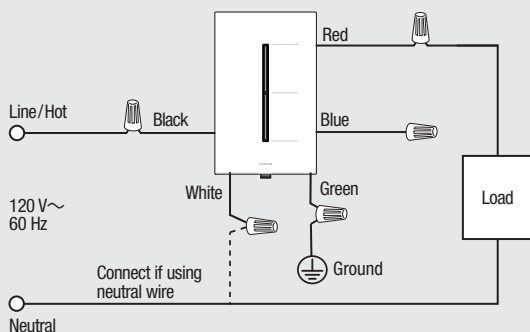 Red
Line/Hot
Black
Blue
White
Green
120 V~
60 Hz
Load
Ground
Connect if using
neutral wire
Neutral